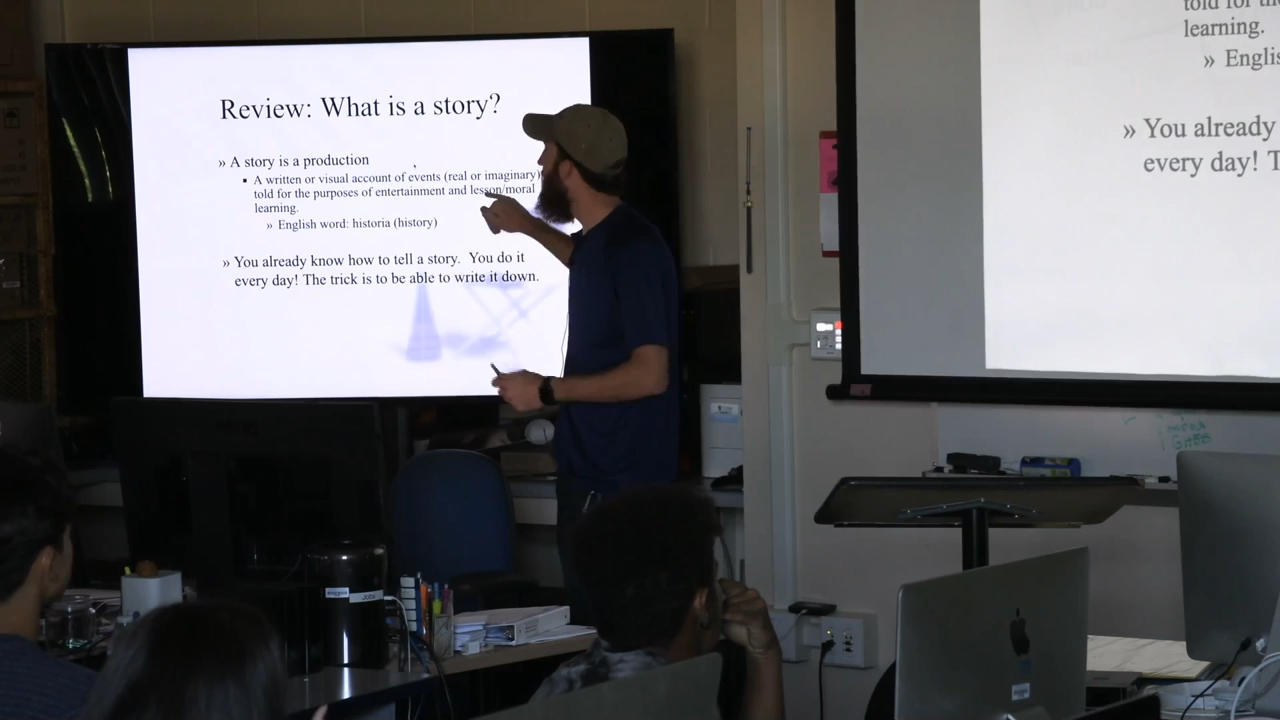 Review: What is a story?
» A story is a production
▪ A written or visual account of events (real or imaginary)
told for the purposes of entertainment and lesson/moral
learning.
» English word: historia (history)
» You already know how to tell a story. You do it
every day! The trick is to be able to write it down.
told for the
learning.
» Englis
» You already
every day! T